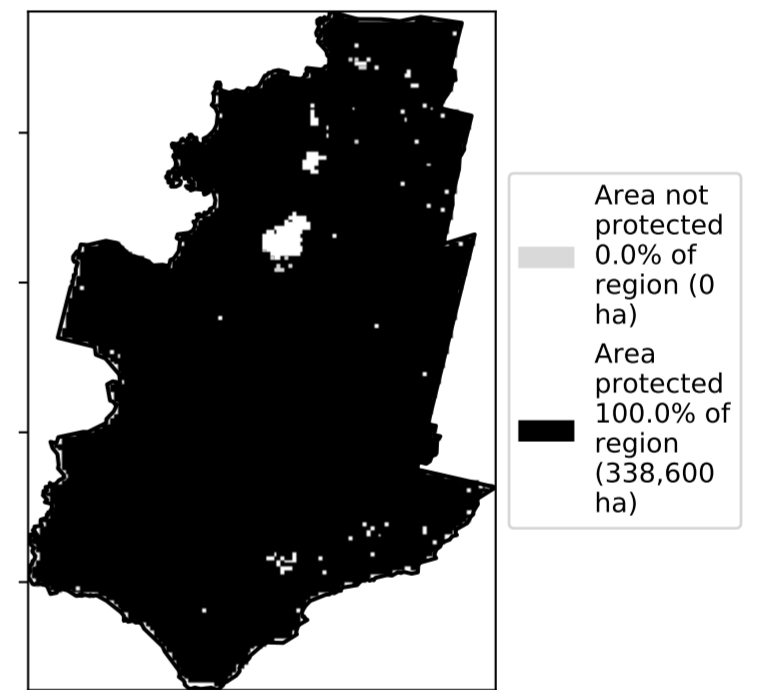 Area not
protected
0.0% of
region (0
ha)
Area
protected
100.0% of
region
(338,600
ha)